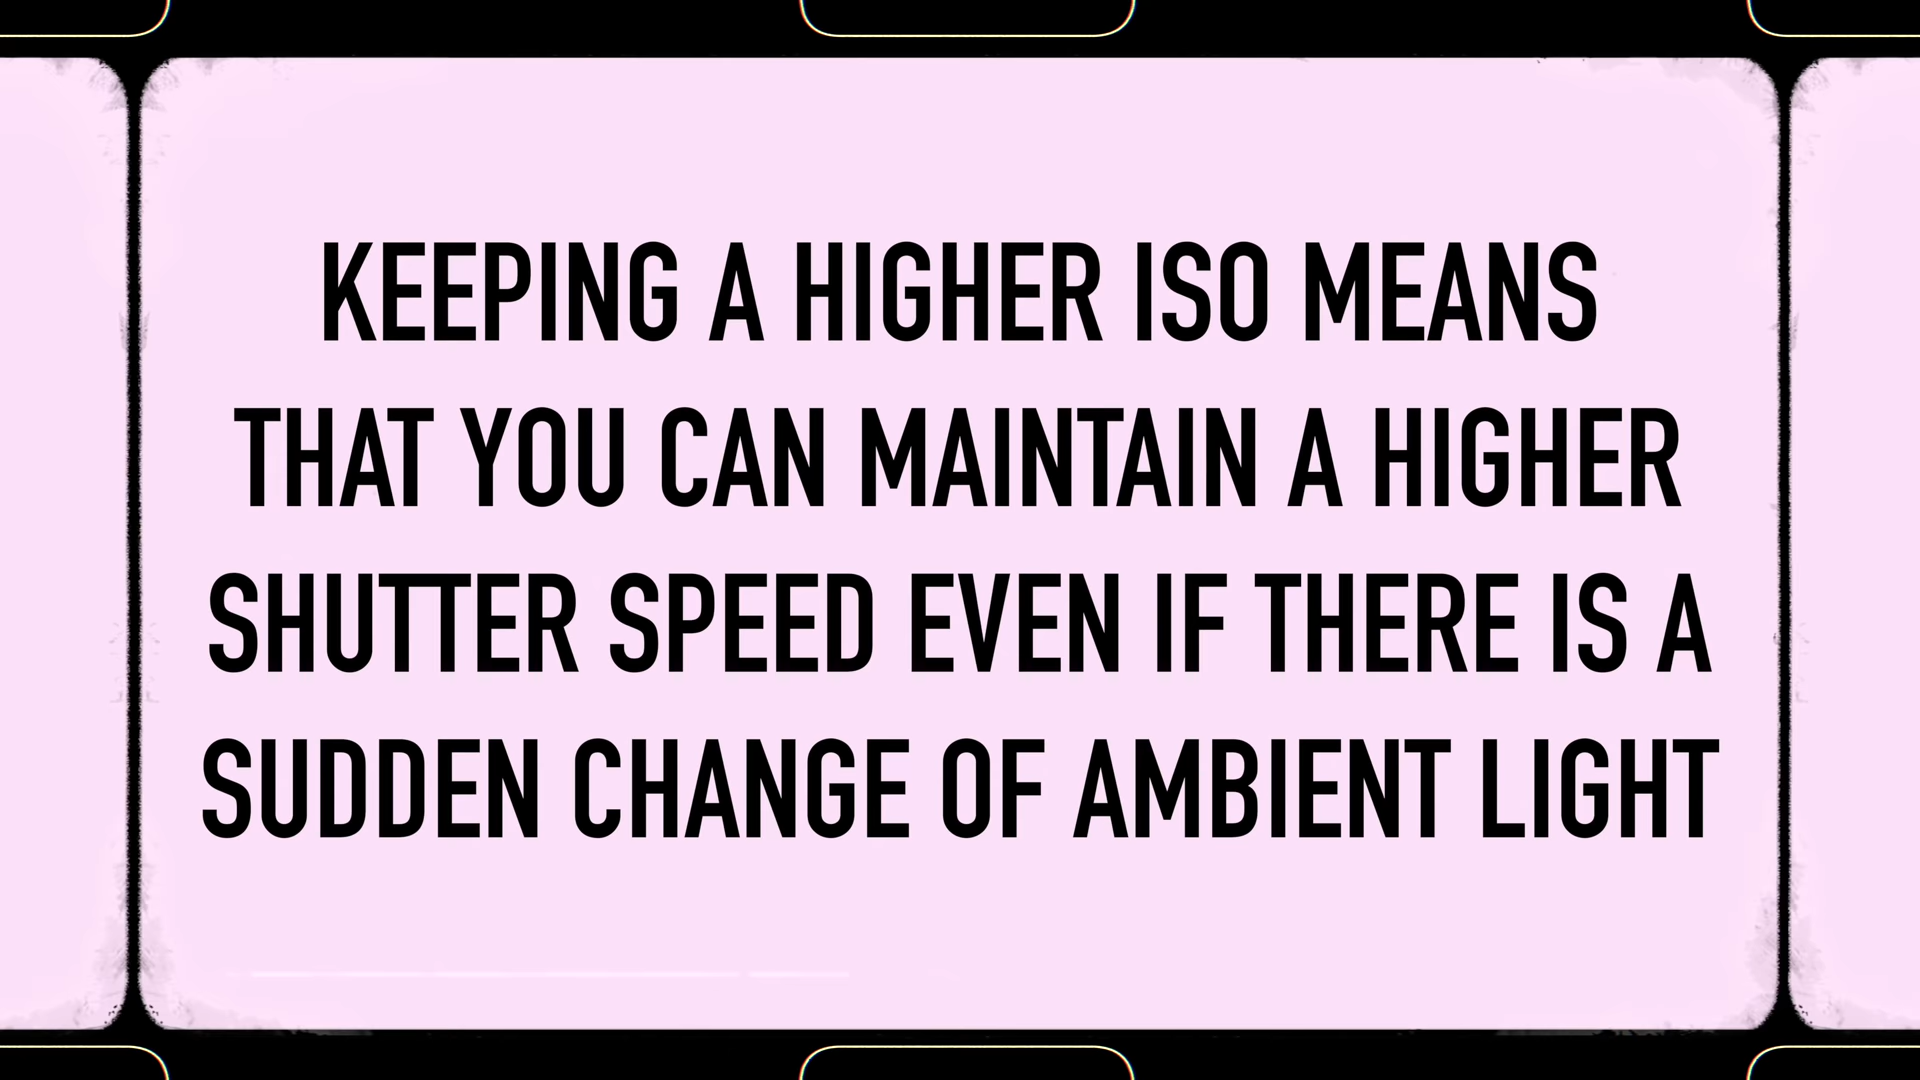 KEEPING A HIGHER ISO MEANS
THAT YOU CAN MAINTAIN A HIGHER
SHUTTER SPEED EVEN IF THERE IS A
SUDDEN CHANGE OF AMBIENT LIGHT